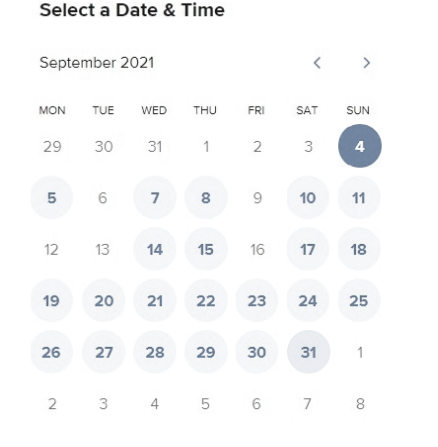 Select a Date & Time
September 2021
MON TUE WED THU FRI SAT SUN
29 30 31 1 2 3 4
5 6 7 8 9 10 11
12 13 14 15 16 17 18
19 20 21 22 23 24 25
26 27 28 29 30 31 1
2 3 4 5 6 7 8